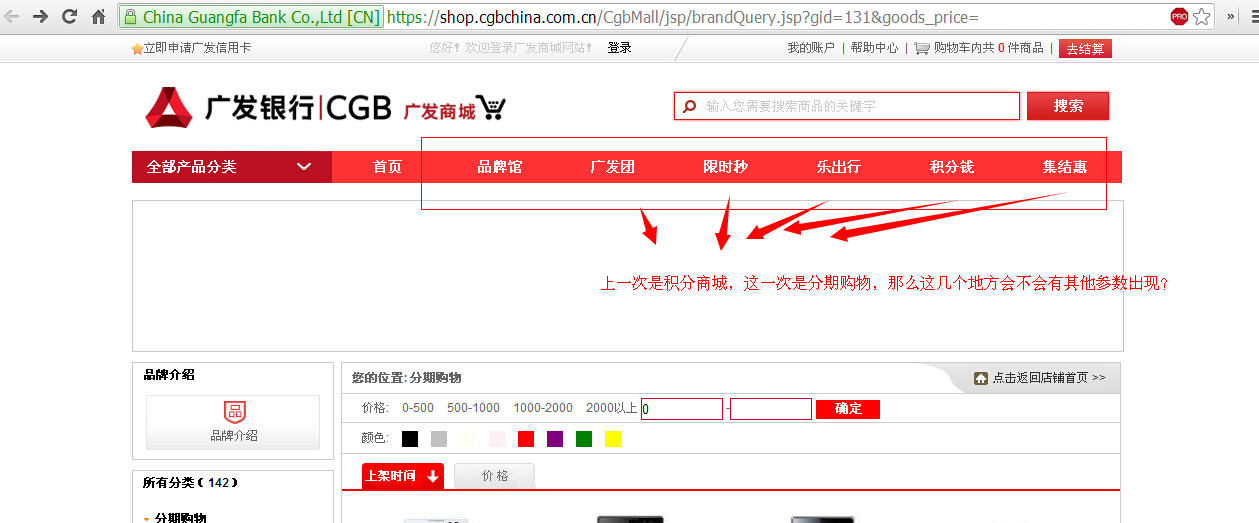 China Guangfa Bank Co.,Ltd [CN] https://shop.cgbchina.com.cn/CgbMall/jsp/brandQuery.jsp?gid=131&goods_price= PRO »
立即申请广发信用卡 您好！欢迎登录广发商城网站！ 登录 我的账户 | 帮助中心 | 购物车内共 0 件商品 | 去结算
广发银行|CGB 广发商城 输入您需要搜索商品的关键字 搜索
全部产品分类 首页 品牌馆 广发团 限时秒 乐出行 积分钱 集结惠
上一次是积分商城，这一次是分期购物，那么这几个地方会不会有其他参数出现？
品牌介绍 您的位置: 分期购物 点击返回店铺首页 >>
价格: 0-500 500-1000 1000-2000 2000以上 0 - 确定
品牌介绍 颜色:
所有分类 ( 142 ) 上架时间 价格
分期购物